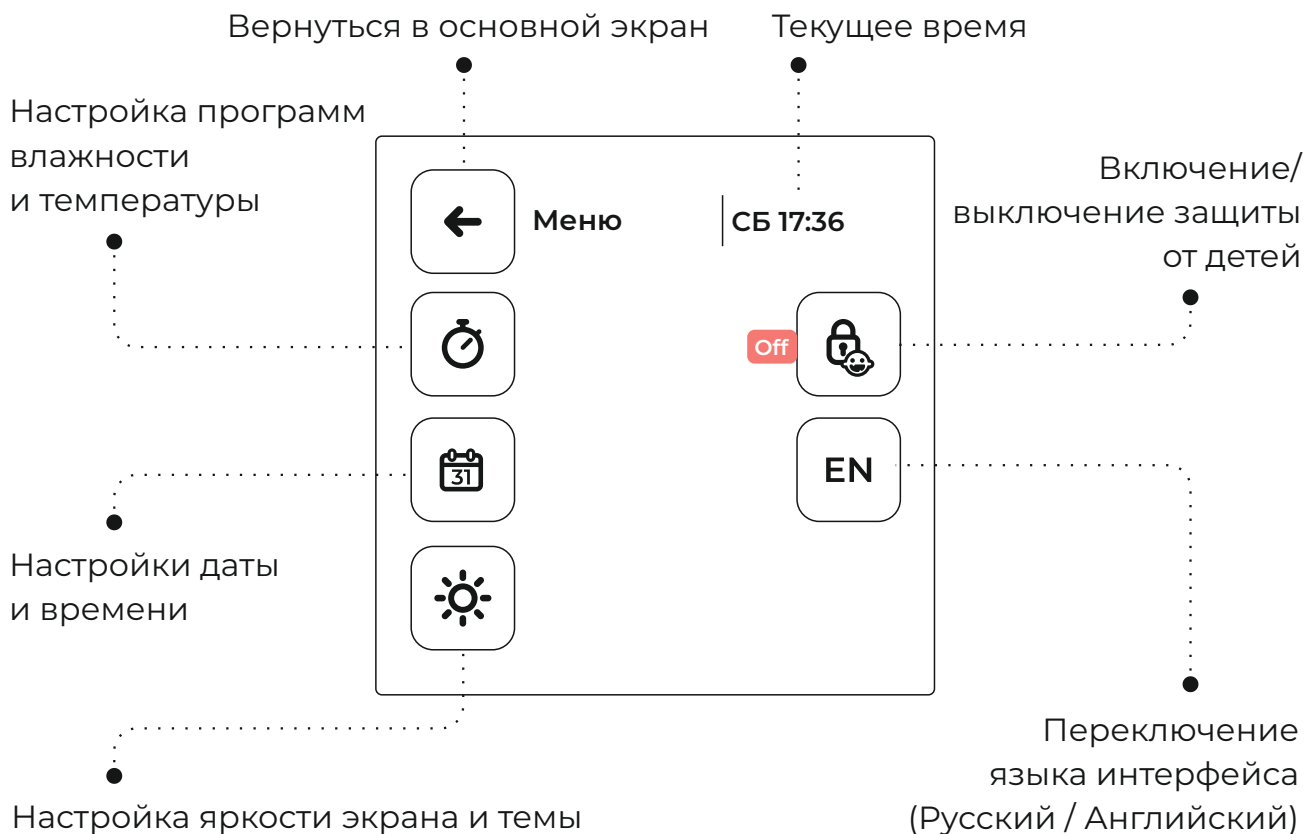 Вернуться в основной экран
Текущее время
Настройка программ
влажности
и температуры
Включение/
выключение защиты
от детей
Меню
СБ 17:36
Off
31
EN
Настройки даты
и времени
Переключение
языка интерфейса
(Русский / Английский)
Настройка яркости экрана и темы